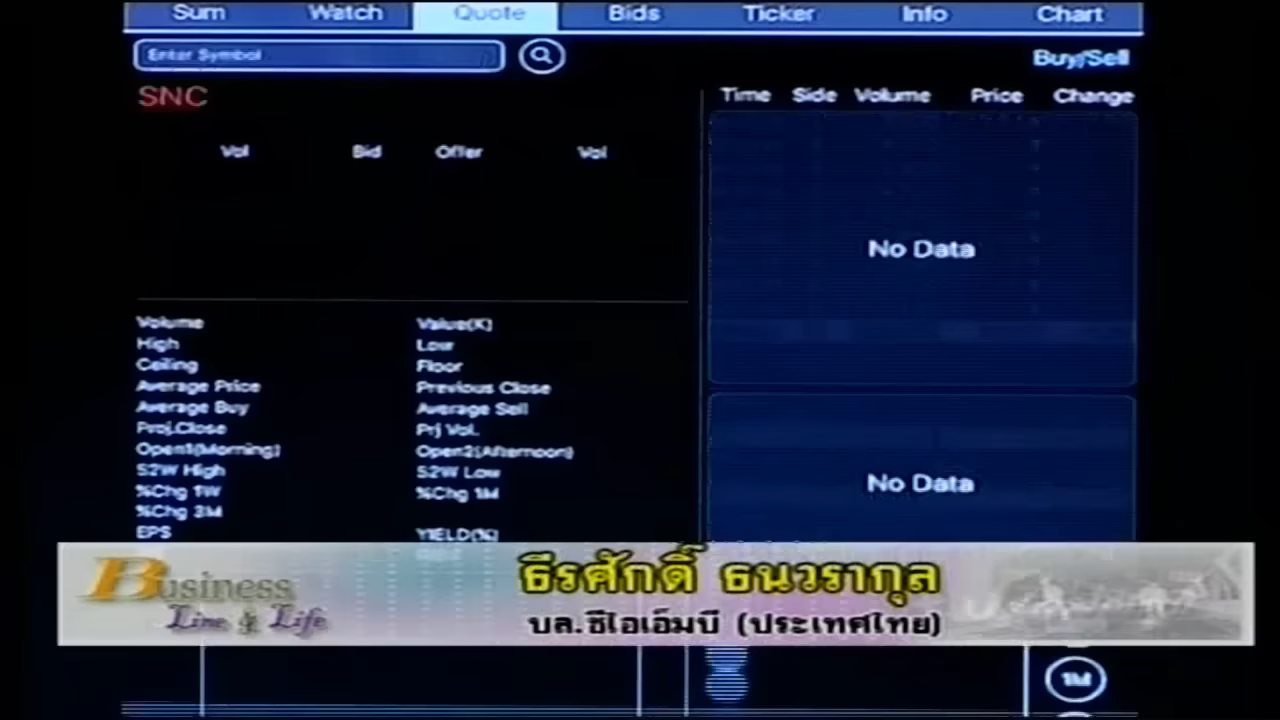 Sum Watch Quote Bids Ticker Info Chart
Enter Symbol
Buy/Sell
SNC
Time Side Volume Price Change
Vol Bid Offer Vol
No Data
Volume Value(K)
High Low
Ceiling Floor
Average Price Previous Close
Average Buy Average Sell
Proj.Close Prj Vol.
Open1(Morning) Open2(Afternoon)
52W High 52W Low
%Chg 1W %Chg 1M
%Chg 3M
No Data
EPS YIELD(%)
Business
Line & Life
ธีรศักดิ์ ธนวรากุล
บล.ซีไอเอ็มบี (ประเทศไทย)
1M